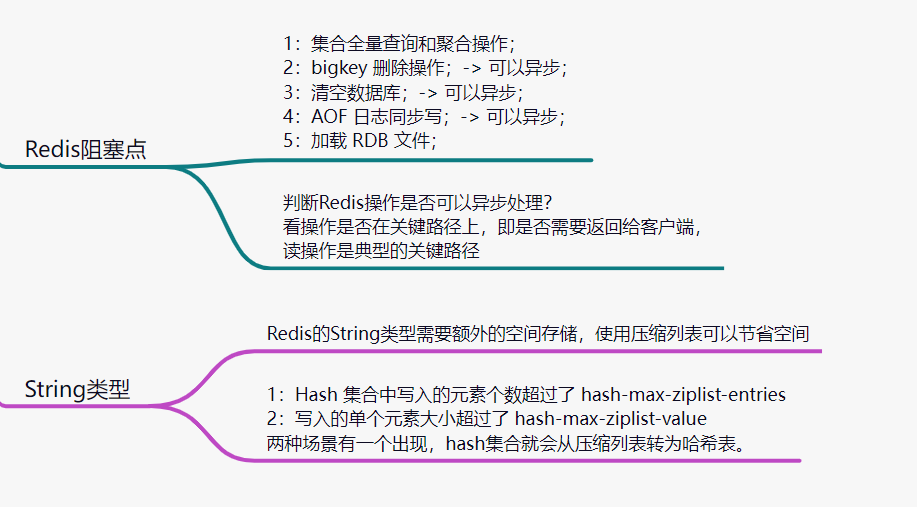 Redis阻塞点
1：集合全量查询和聚合操作；
2：bigkey 删除操作；-> 可以异步；
3：清空数据库；-> 可以异步；
4：AOF 日志同步写；-> 可以异步；
5：加载 RDB 文件；
判断Redis操作是否可以异步处理？
看操作是否在关键路径上，即是否需要返回给客户端，
读操作是典型的关键路径
String类型
Redis的String类型需要额外的空间存储，使用压缩列表可以节省空间
1：Hash 集合中写入的元素个数超过了 hash-max-ziplist-entries
2：写入的单个元素大小超过了 hash-max-ziplist-value
两种场景有一个出现，hash集合就会从压缩列表转为哈希表。